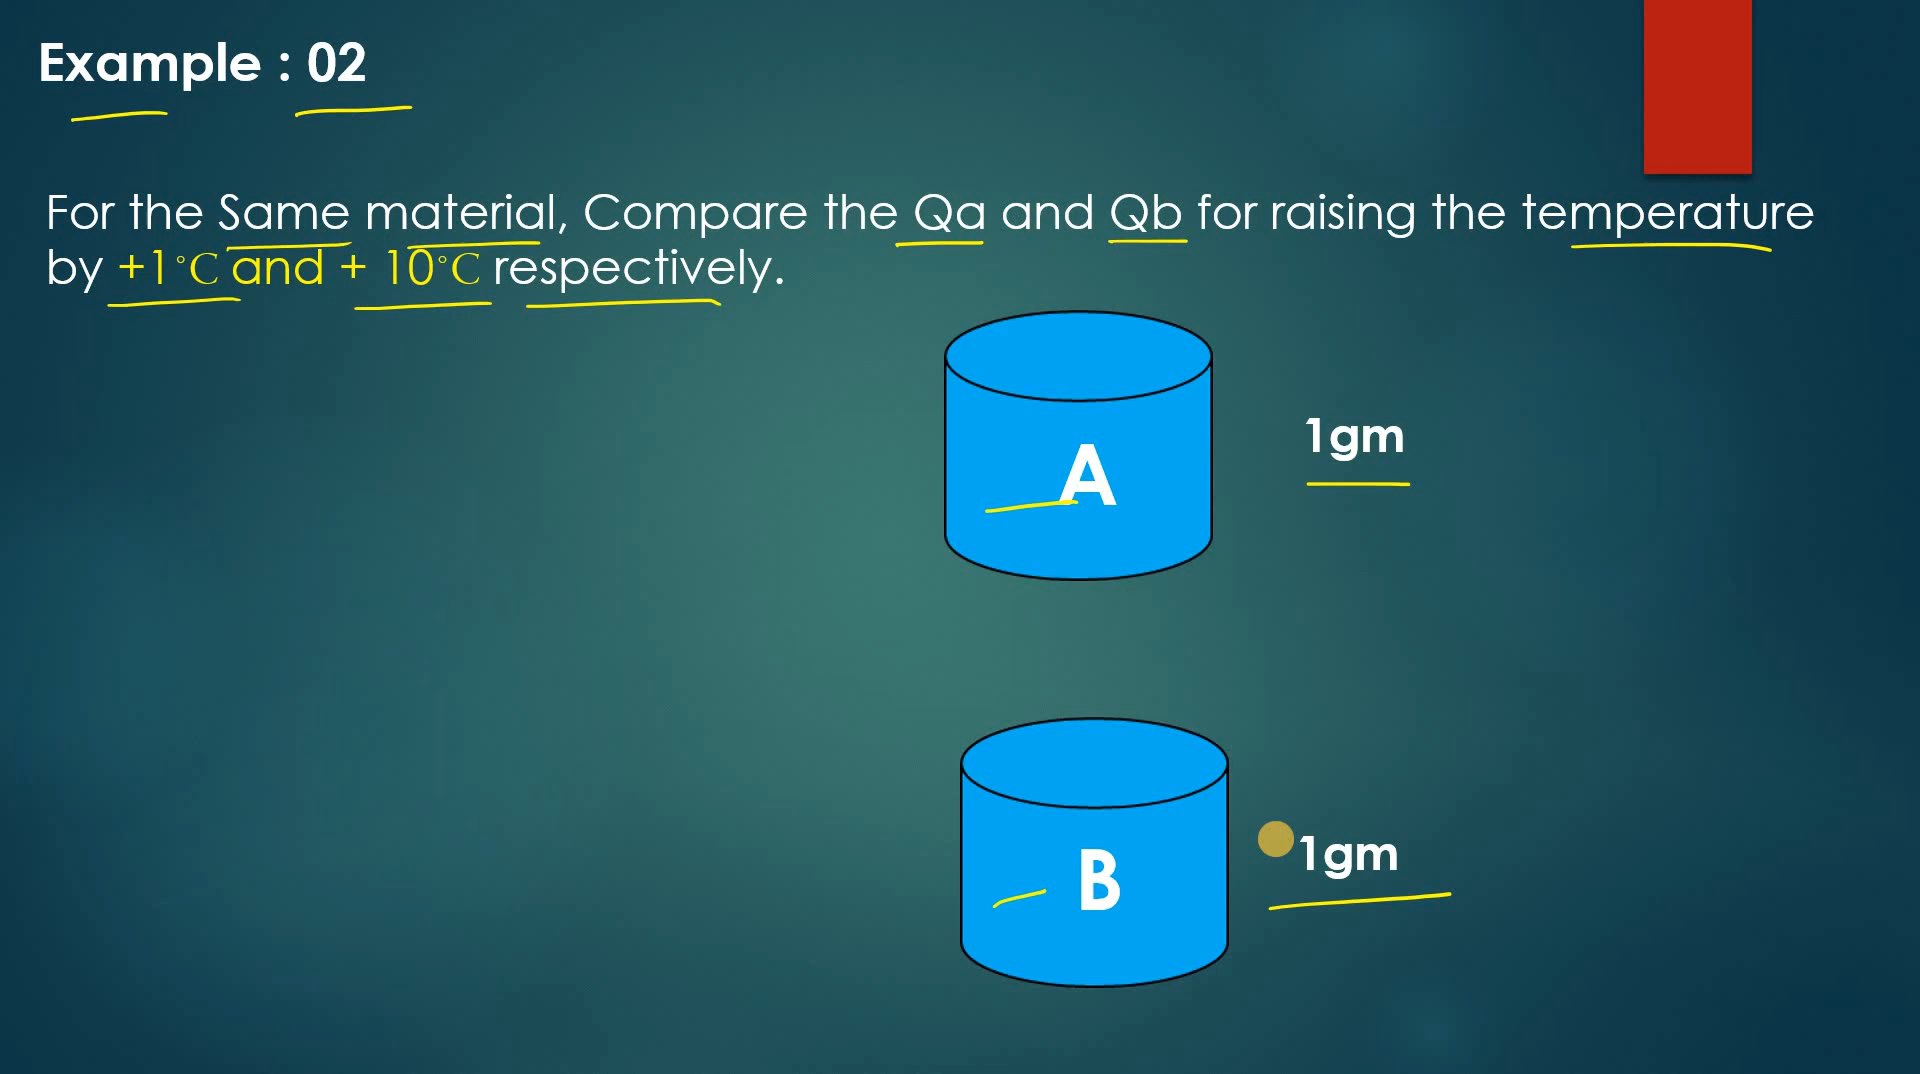 Example : 02
For the Same material, Compare the Qa and Qb for raising the temperature
by +1°C and + 10°C respectively.
A
1gm
B
1gm